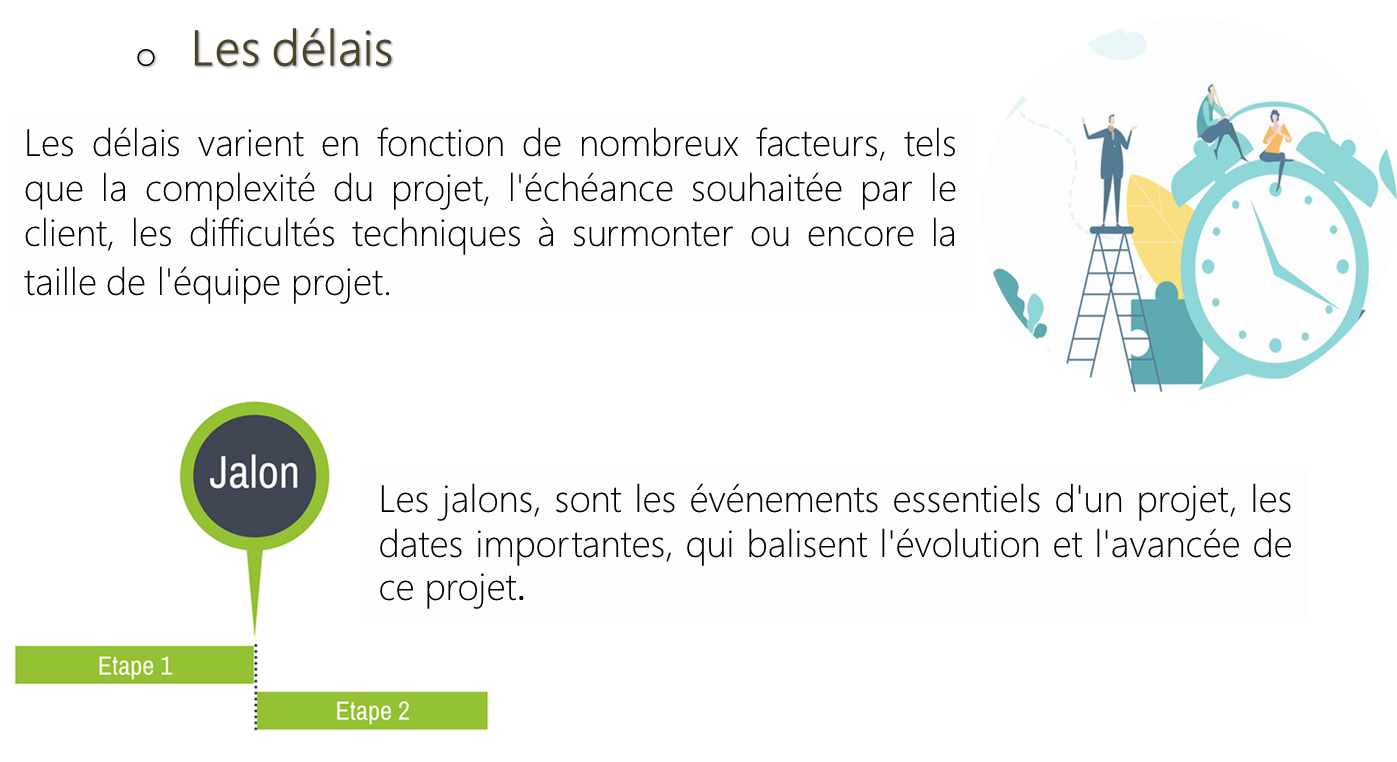 o Les délais
Les délais varient en fonction de nombreux facteurs, tels
que la complexité du projet, l'échéance souhaitée par le
client, les difficultés techniques à surmonter ou encore la
taille de l'équipe projet.
Jalon
Les jalons, sont les événements essentiels d'un projet, les
dates importantes, qui balisent l'évolution et l'avancée de
ce projet.
Etape 1
Etape 2